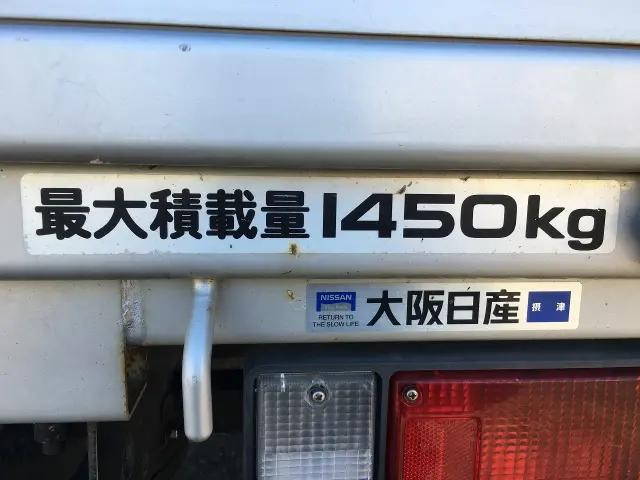 最大積載量1450kg
NISSAN
RETURN TO
THE SLOW LIFE
大阪日産
摂津